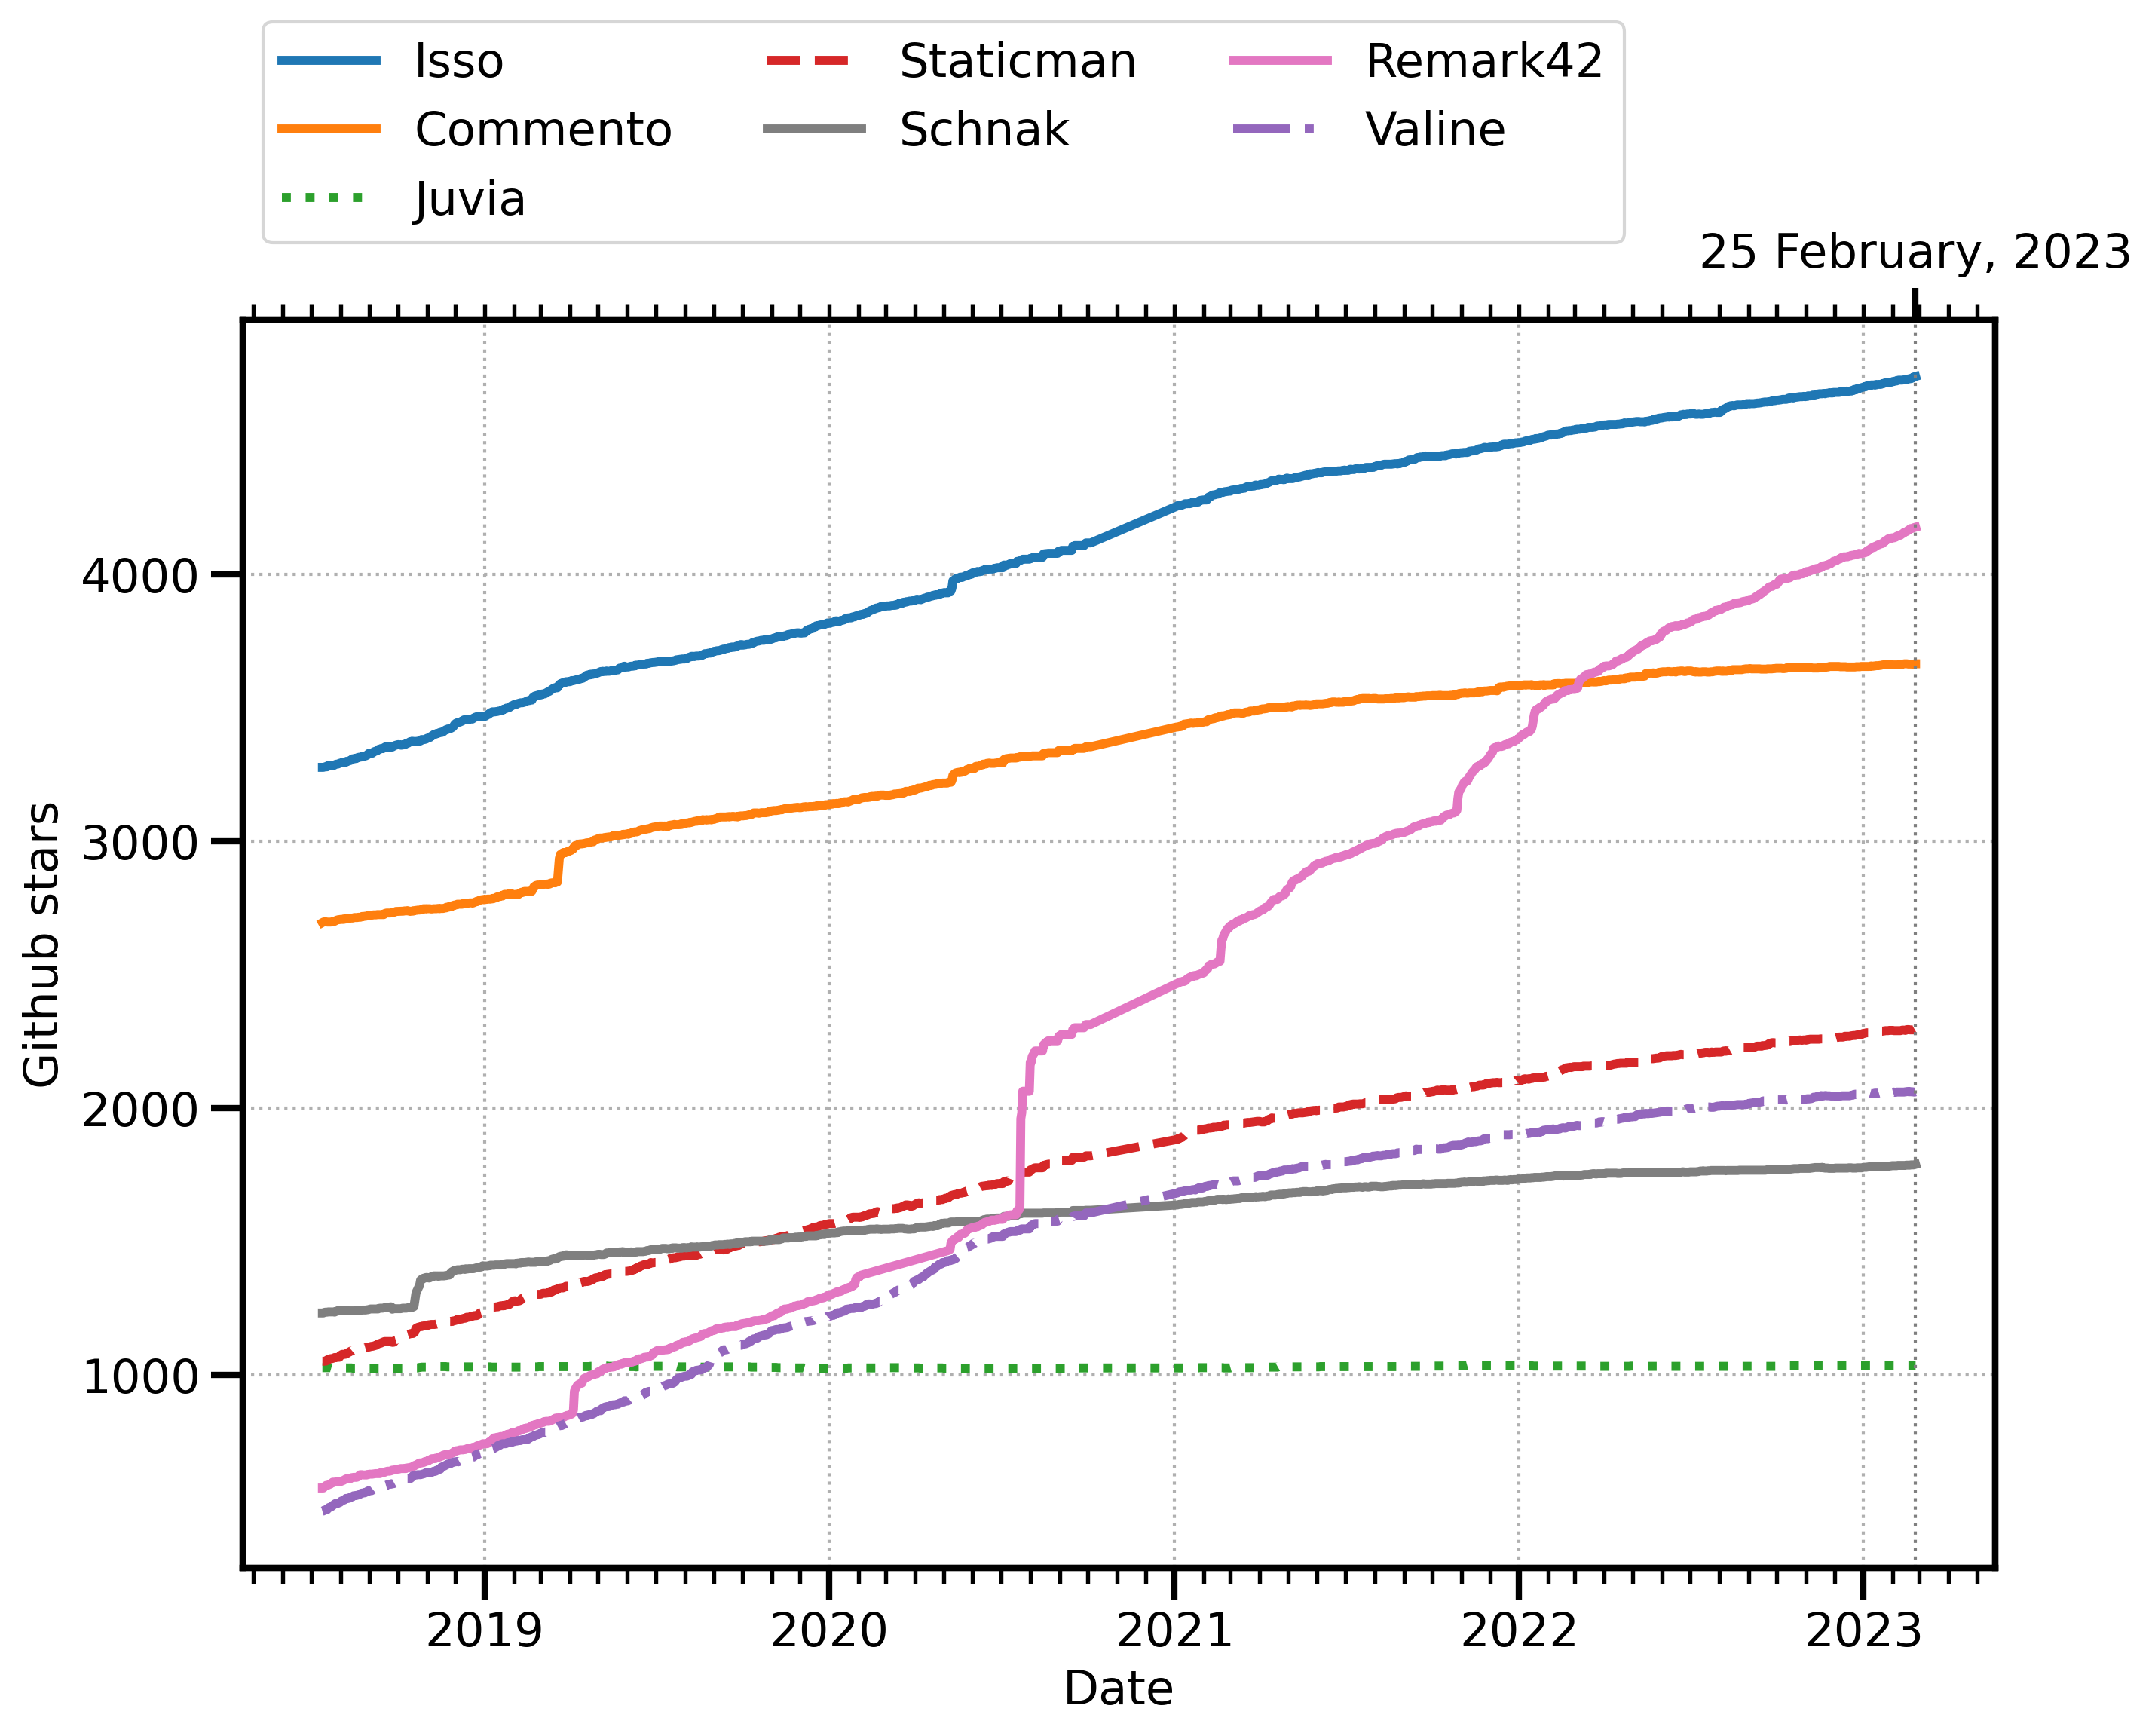 Isso
Commento
Juvia
Staticman
Schnak
Remark42
Valine
25 February, 2023
4000
3000
2000
1000
Github stars
2019
2020
2021
2022
2023
Date